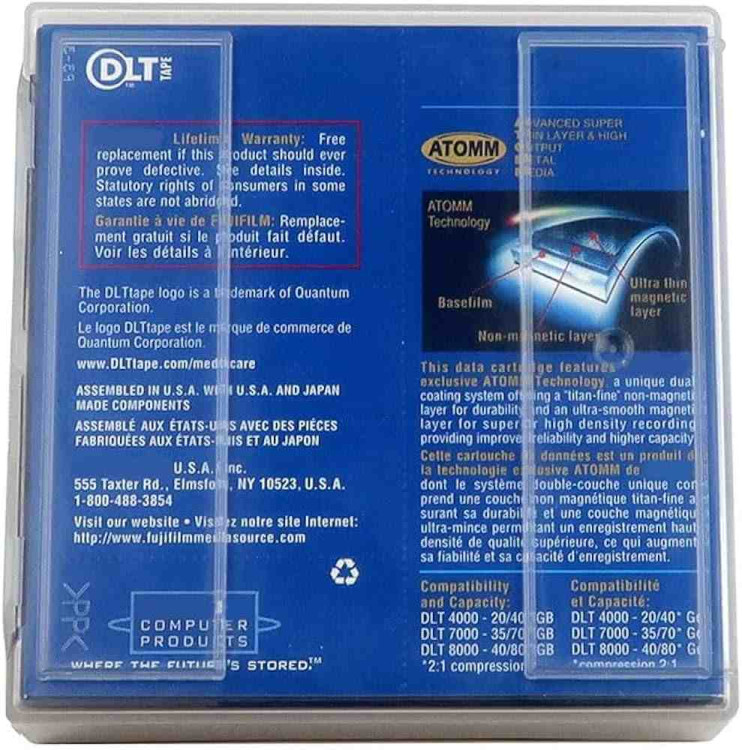 DLT TAPE
TM
Lifetime Warranty: Free
replacement if this product should ever
prove defective. See details inside.
Statutory rights of consumers in some
states are not abridged.
Garantie à vie de FUJIFILM: Remplace-
ment gratuit si le produit fait défaut.
Voir les détails à l'intérieur.
The DLTtape logo is a trademark of Quantum
Corporation.
Le logo DLTtape est le marque de commerce de
Quantum Corporation.
www.DLTtape.com/mediacare
ASSEMBLED IN U.S.A. WITH U.S.A. AND JAPAN
MADE COMPONENTS
ASSEMBLÉ AUX ÉTATS-UNIS AVEC DES PIÈCES
FABRIQUÉES AUX ÉTATS-UNIS ET AU JAPON
U.S.A. Inc.
555 Taxter Rd., Elmsford, NY 10523, U.S.A.
1-800-488-3854
Visit our website • Visitez notre site Internet:
http://www.fujifilmmediasource.com
>PP<
COMPUTER
PRODUCTS
WHERE THE FUTURE'S STORED.™
ATOMM
TECHNOLOGY
ADVANCED SUPER
THIN LAYER & HIGH
OUTPUT
METAL
MEDIA
ATOMM
Technology
Ultra thin
magnetic
layer
Basefilm
Non-magnetic layer
This data cartridge features
exclusive ATOMM Technology, a unique dual
coating system offering a "titan-fine" non-magneti
layer for durability and an ultra-smooth magneti
layer for superior high density recording
providing improved reliability and higher capacity
Cette cartouche de données est un produit d
la technologie exclusive ATOMM de
dont le système double-couche unique com
prend une couche non magnétique titan-fine a
surant sa durabilité et une couche magnétiqu
ultra-mince permettant un enregistrement haut
densité de qualité supérieure, ce qui augment
sa fiabilité et sa capacité d'enregistrement.
Compatibility
and Capacity:
DLT 4000 - 20/40* GB
DLT 7000 - 35/70* GB
DLT 8000 - 40/80* GB
*2:1 compression
Compatibilité
et Capacité:
DLT 4000 - 20/40* Go
DLT 7000 - 35/70* Go
DLT 8000 - 40/80* Go
*compression 2:1